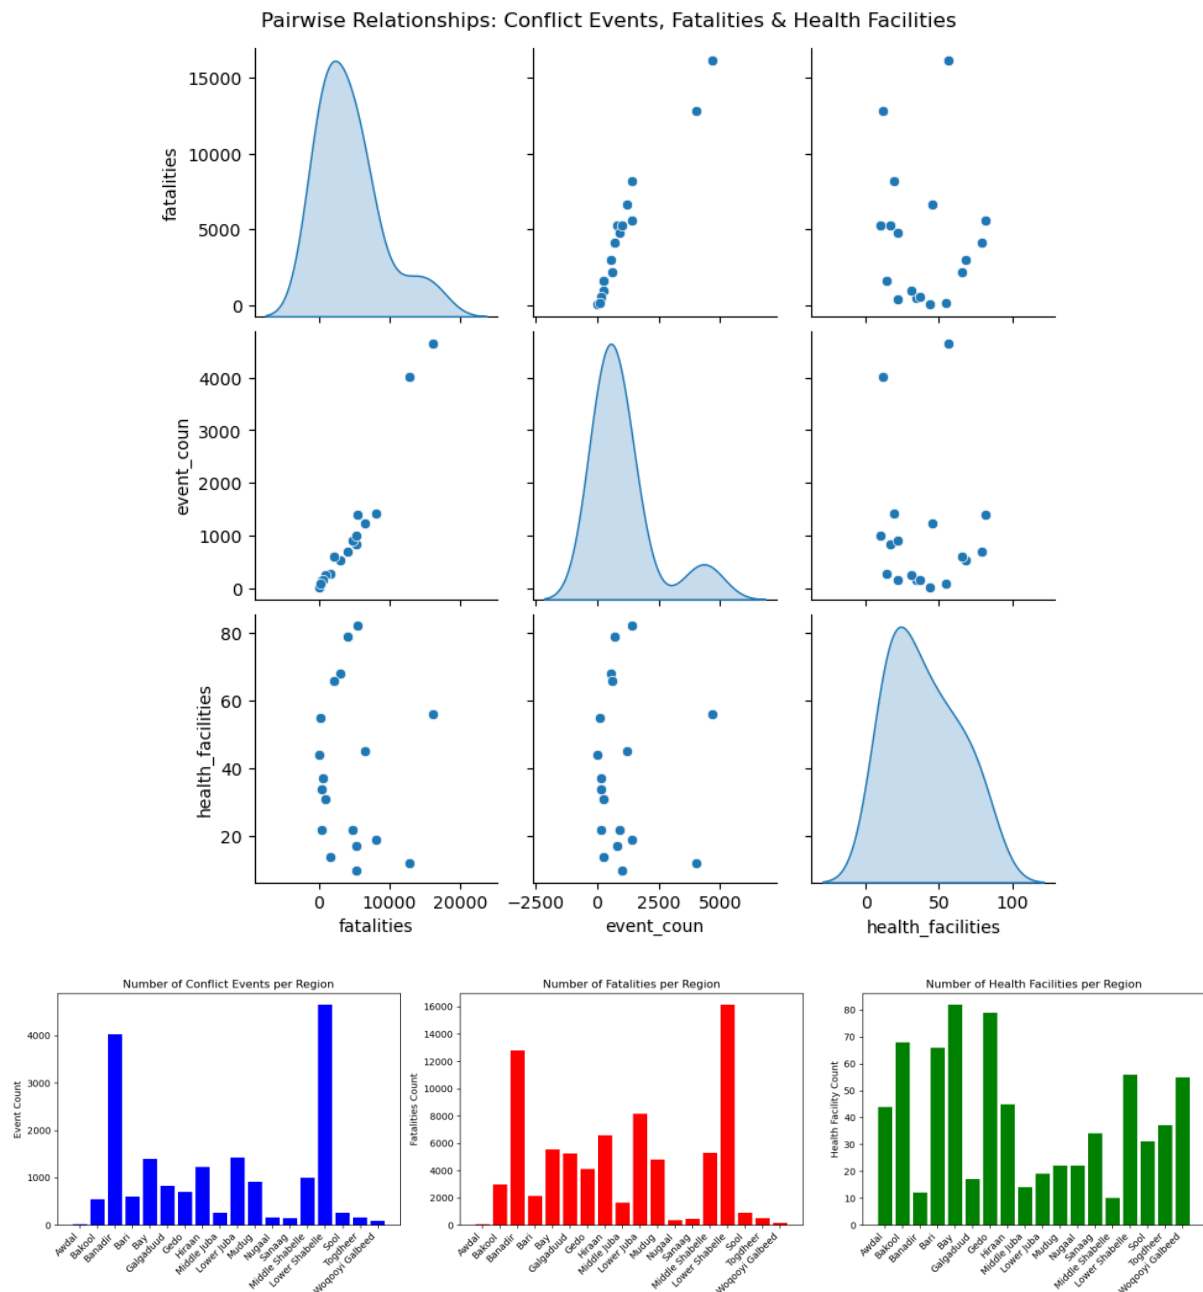 Pairwise Relationships: Conflict Events, Fatalities & Health Facilities
fatalities
15000
10000
5000
0
event_coun
4000
3000
2000
1000
0
health_facilities
80
60
40
20
0 10000 20000
fatalities
−2500 0 2500 5000
event_coun
0 50 100
health_facilities
Number of Conflict Events per Region
Event Count
4000
3000
2000
1000
0
Awdal
Bakool
Banadir
Bari
Bay
Galgaduud
Gedo
Hiraan
Middle Juba
Lower Juba
Mudug
Nugaal
Sanaag
Middle Shabelle
Lower Shabelle
Sool
Togdheer
Woqooyi Galbeed
Number of Fatalities per Region
Fatalities Count
16000
14000
12000
10000
8000
6000
4000
2000
0
Awdal
Bakool
Banadir
Bari
Bay
Galgaduud
Gedo
Hiraan
Middle Juba
Lower Juba
Mudug
Nugaal
Sanaag
Middle Shabelle
Lower Shabelle
Sool
Togdheer
Woqooyi Galbeed
Number of Health Facilities per Region
Health Facility Count
80
70
60
50
40
30
20
10
0
Awdal
Bakool
Banadir
Bari
Bay
Galgaduud
Gedo
Hiraan
Middle Juba
Lower Juba
Mudug
Nugaal
Sanaag
Middle Shabelle
Lower Shabelle
Sool
Togdheer
Woqooyi Galbeed